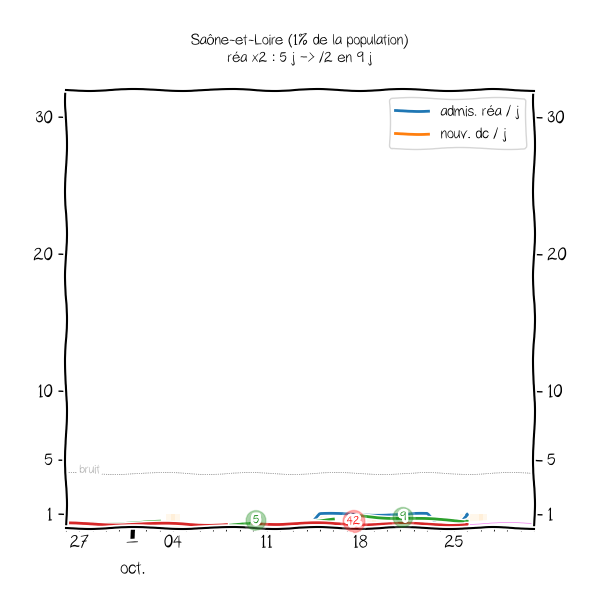 Saône-et-Loire (1% de la population)
réa x2 : 5 j -> /2 en 9 j
admis. réa / j
nouv. dc / j
30 30
20 20
10 10
5 5
bruit
1 1
5 42 9
27 1 04 11 18 25
oct.